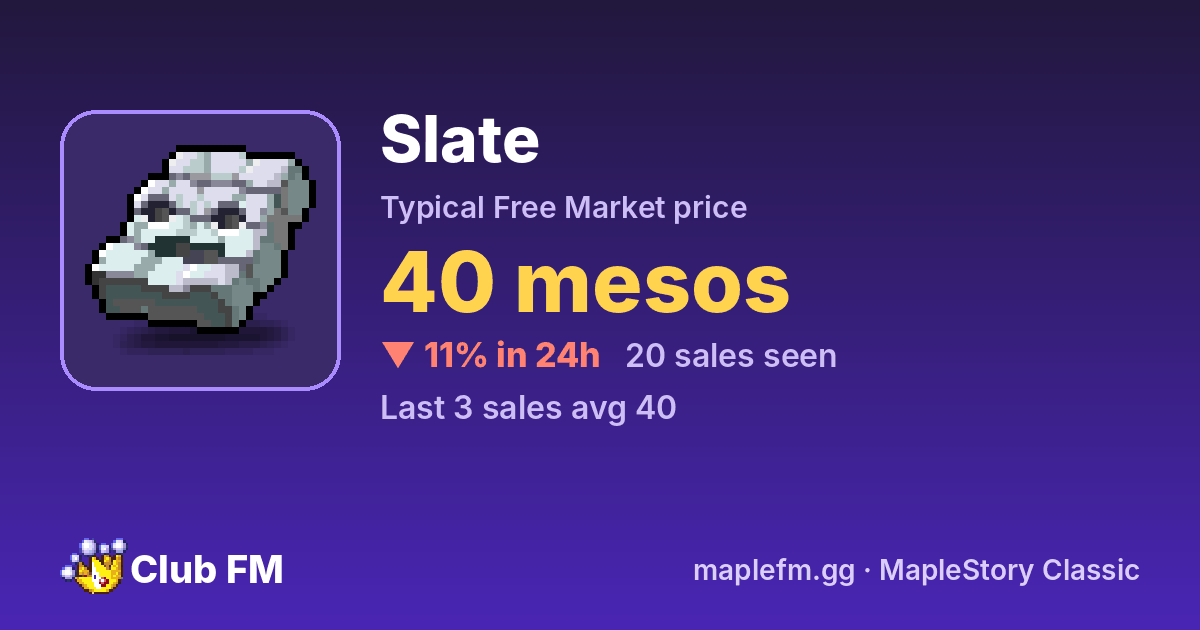 Slate
Typical Free Market price
40 mesos
▼ 11% in 24h 20 sales seen
Last 3 sales avg 40
Club FM
maplefm.gg · MapleStory Classic